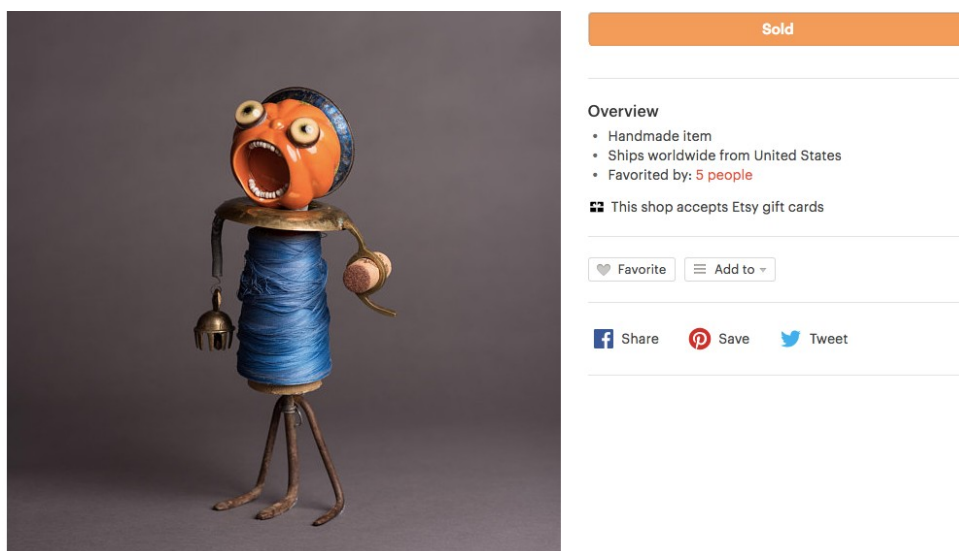 Sold
Overview
Handmade item
Ships worldwide from United States
Favorited by: 5 people
This shop accepts Etsy gift cards
Favorite
Add to
Share
Save
Tweet